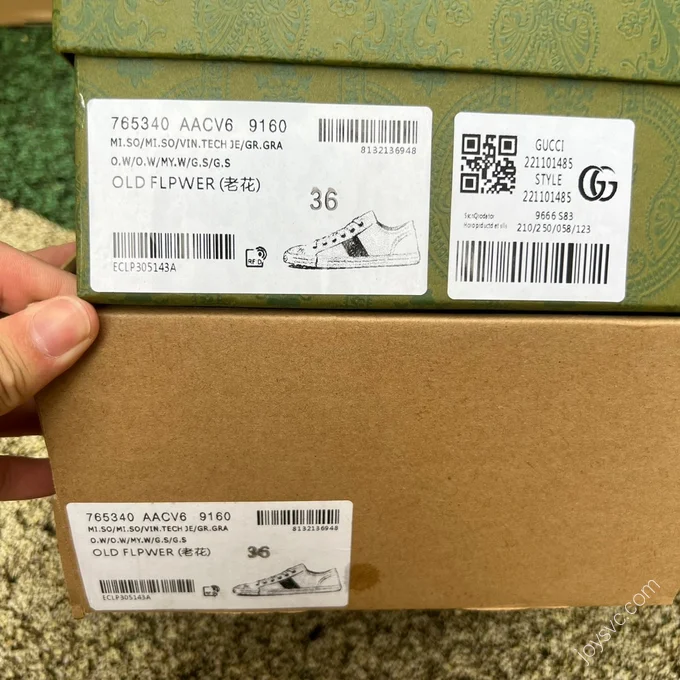 765340 AACV6 9160
MI.SO/MI.SO/VIN.TECH JE/GR.GRA
8132136948
O.W/O.W/MY.W/G.S/G.S
OLD FLPWER (老花)
36
ECLP305143A
RFD
GUCCI
221101485
STYLE
221101485
9666 S83
210/250/058/123
765340 AACV6 9160
MI.SO/MI.SO/VIN.TECH JE/GR.GRA
8132136948
O.W/O.W/MY.W/G.S/G.S
OLD FLPWER (老花)
36
ECLP305143A
joysvc.com